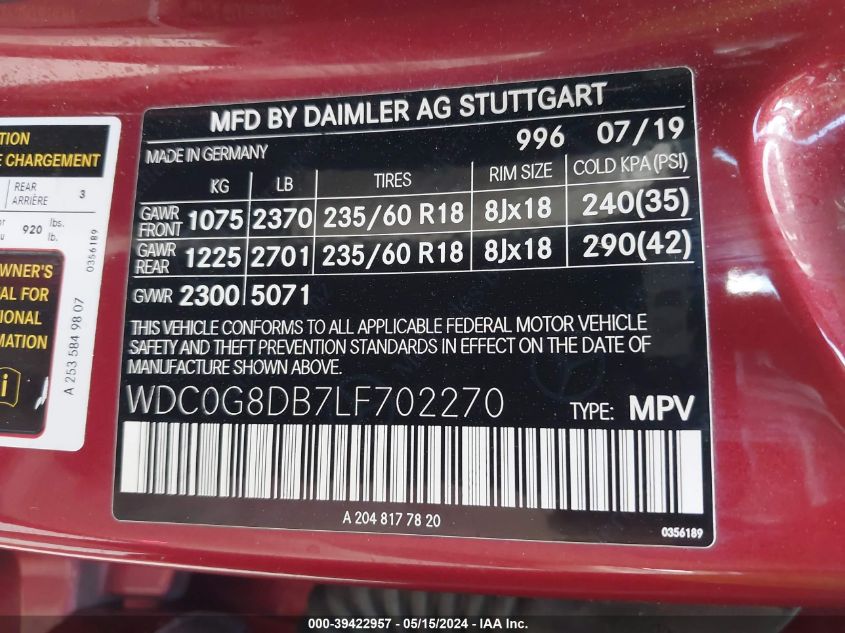 TION
E CHARGEMENT
REAR
ARRIÈRE
3
or 920 lbs.
u lb.
0356189
WNER'S
AL FOR
IONAL
MATION
i
A 253 584 98 07
MFD BY DAIMLER AG STUTTGART
MADE IN GERMANY 996 07/19
KG LB TIRES RIM SIZE COLD KPA(PSI)
GAWR FRONT 1075 2370 235/60 R18 8Jx18 240(35)
GAWR REAR 1225 2701 235/60 R18 8Jx18 290(42)
GVWR 2300 5071
THIS VEHICLE CONFORMS TO ALL APPLICABLE FEDERAL MOTOR VEHICLE
SAFETY AND THEFT PREVENTION STANDARDS IN EFFECT ON THE DATE OF
MANUFACTURE SHOWN ABOVE.
WDC0G8DB7LF702270 TYPE: MPV
A 204 817 78 20
0356189
000-39422957 - 05/15/2024 - IAA Inc.